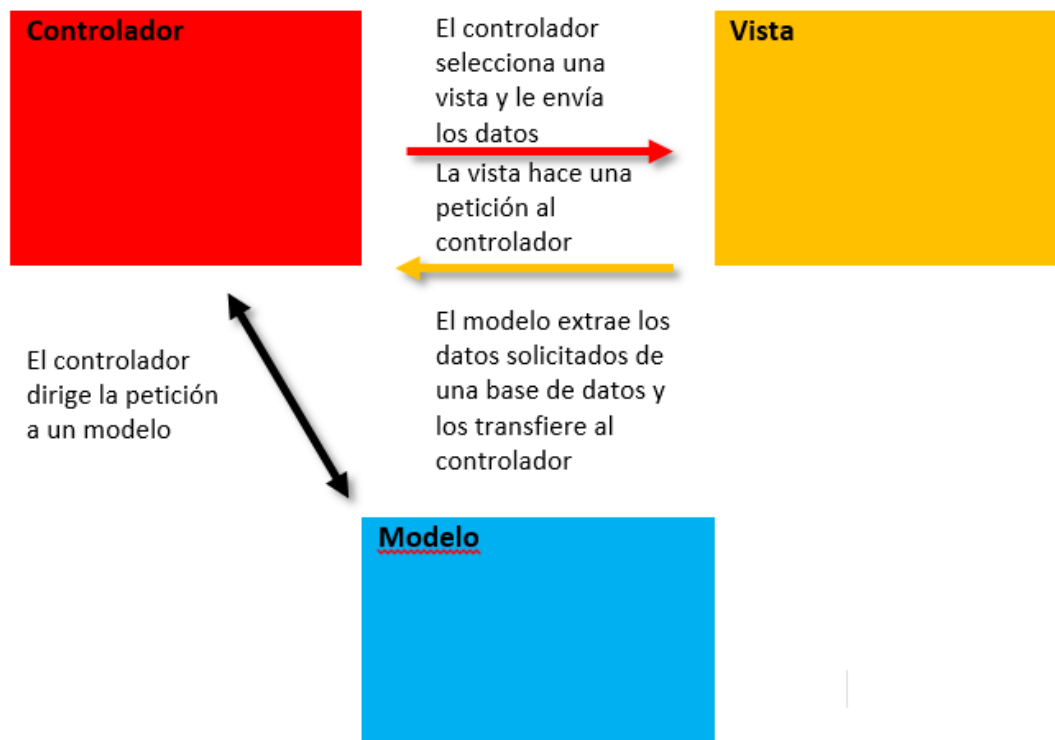 Controlador
El controlador
selecciona una
vista y le envía
los datos
Vista
La vista hace una
petición al
controlador
El controlador
dirige la petición
a un modelo
El modelo extrae los
datos solicitados de
una base de datos y
los transfiere al
controlador
Modelo